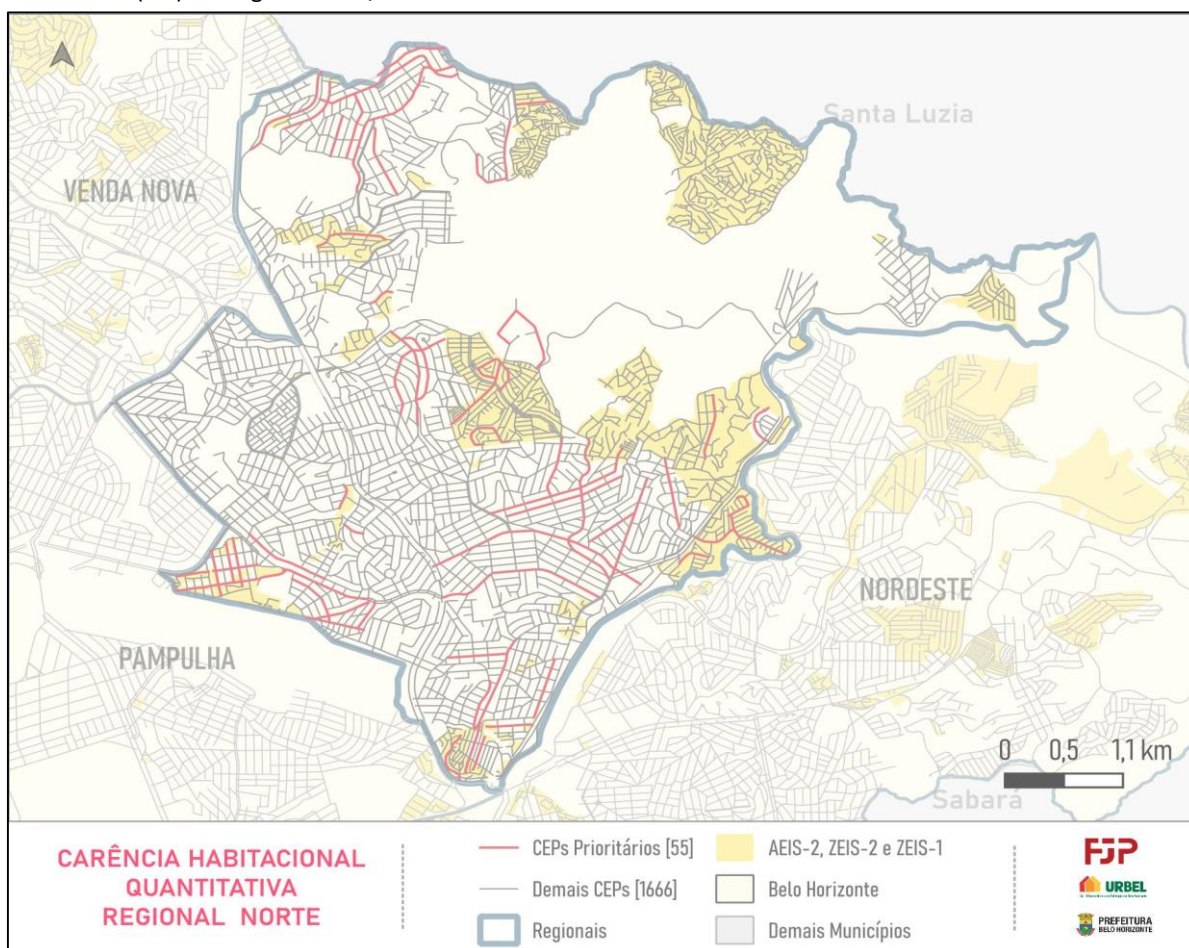 Santa Luzia
VENDA NOVA
NORDESTE
PAMPULHA
0 0,5 1,1 km
Sabará
CARÊNCIA HABITACIONAL
QUANTITATIVA
REGIONAL NORTE
CEPs Prioritários [55]
Demais CEPs [1666]
Regionais
AEIS-2, ZEIS-2 e ZEIS-1
Belo Horizonte
Demais Municípios
FJP
URBEL
PREFEITURA
BELO HORIZONTE